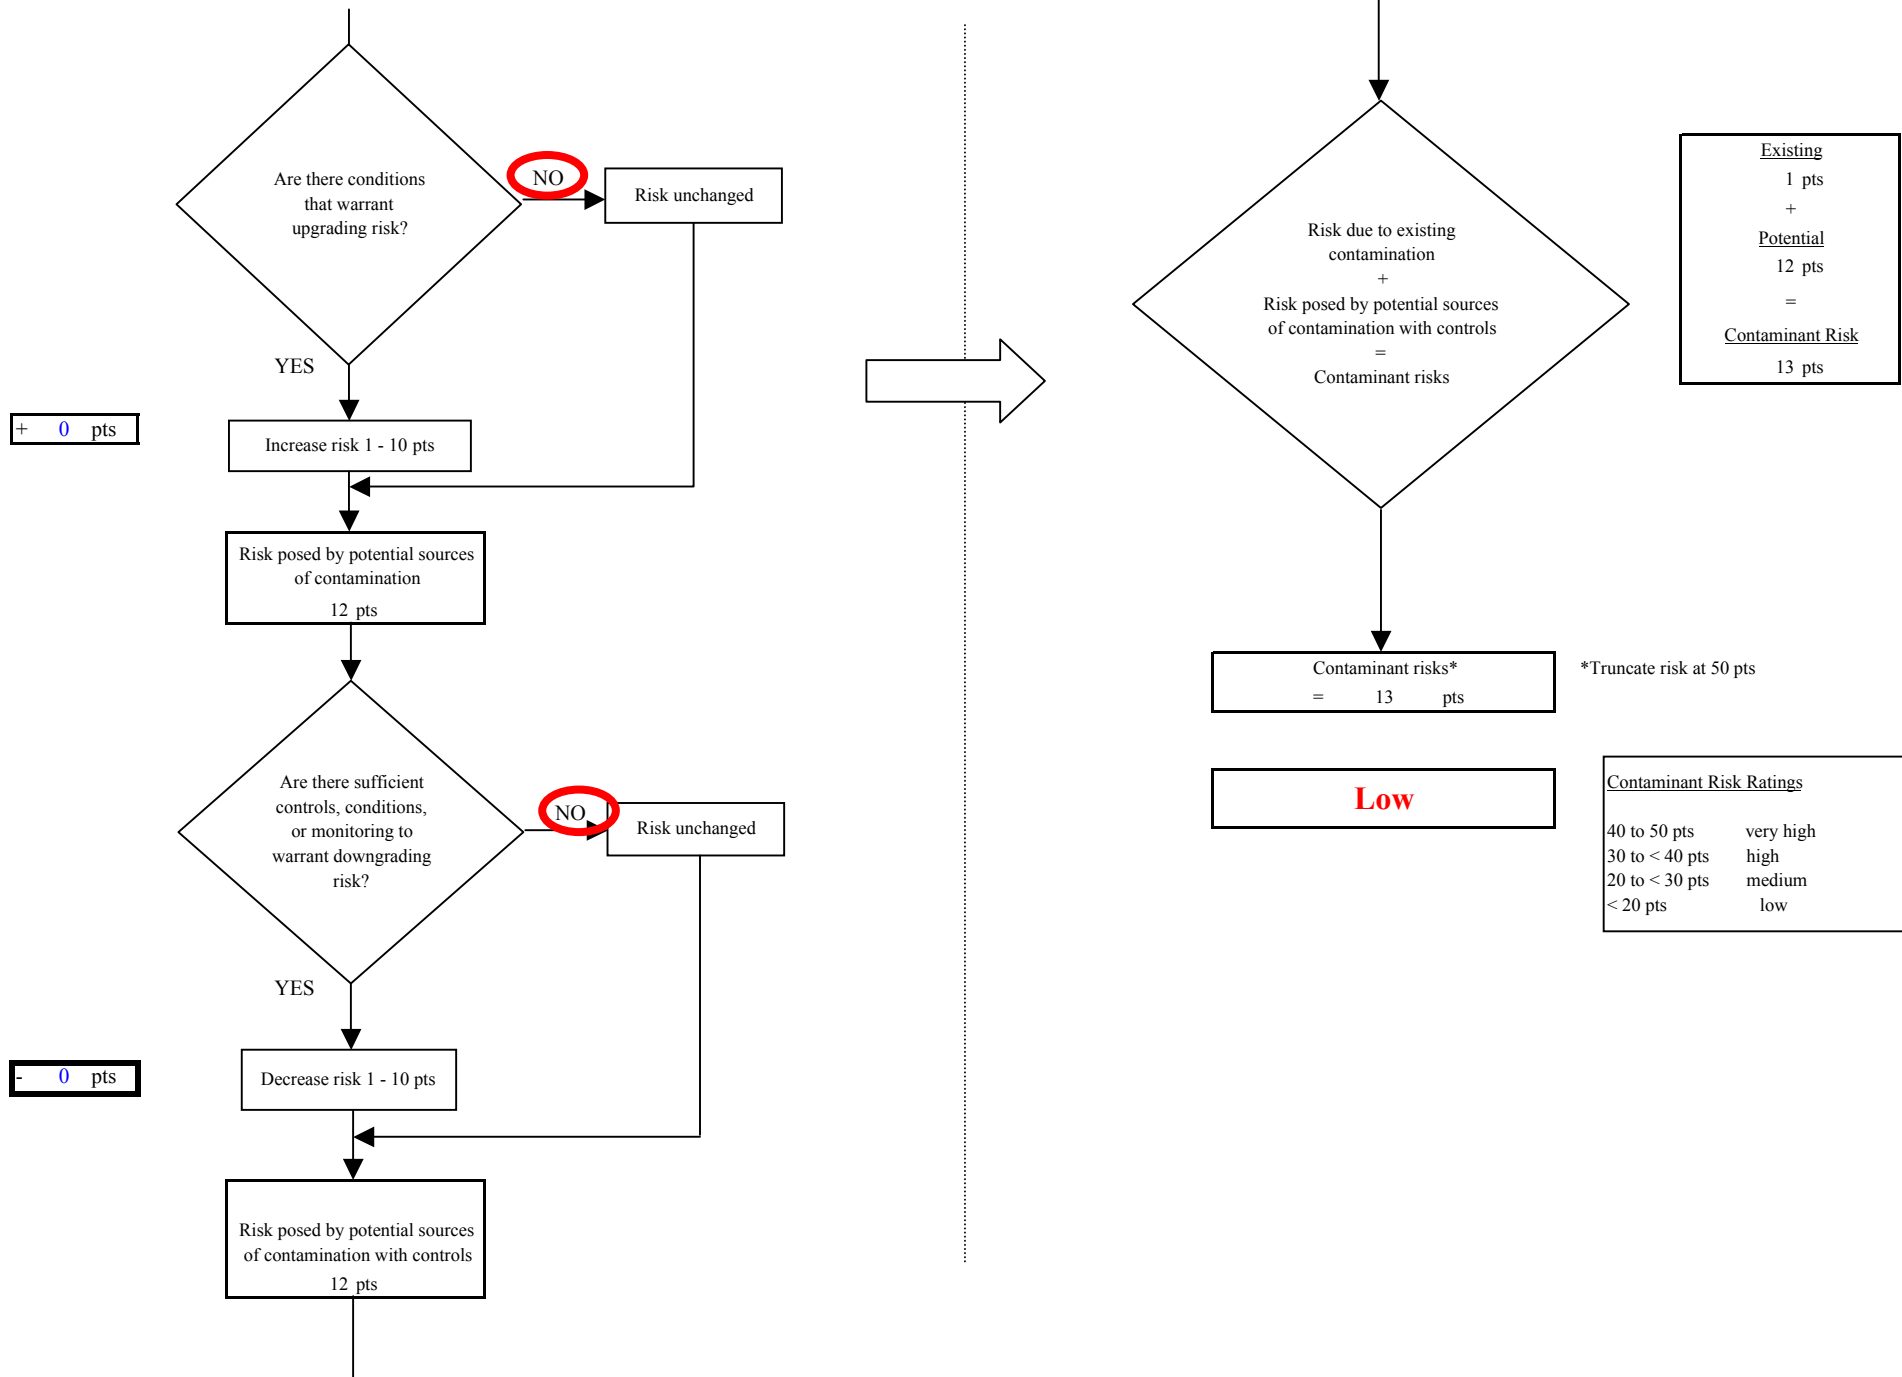 Are there conditions
that warrant
upgrading risk?
NO
Risk unchanged
YES
+ 0 pts
Increase risk 1 - 10 pts
Risk posed by potential sources
of contamination
12 pts
Are there sufficient
controls, conditions,
or monitoring to
warrant downgrading
risk?
NO
Risk unchanged
YES
- 0 pts
Decrease risk 1 - 10 pts
Risk posed by potential sources
of contamination with controls
12 pts
Risk due to existing
contamination
+
Risk posed by potential sources
of contamination with controls
=
Contaminant risks
Existing
1 pts
+
Potential
12 pts
=
Contaminant Risk
13 pts
Contaminant risks*
= 13 pts
*Truncate risk at 50 pts
Low
Contaminant Risk Ratings
40 to 50 pts very high
30 to < 40 pts high
20 to < 30 pts medium
< 20 pts low